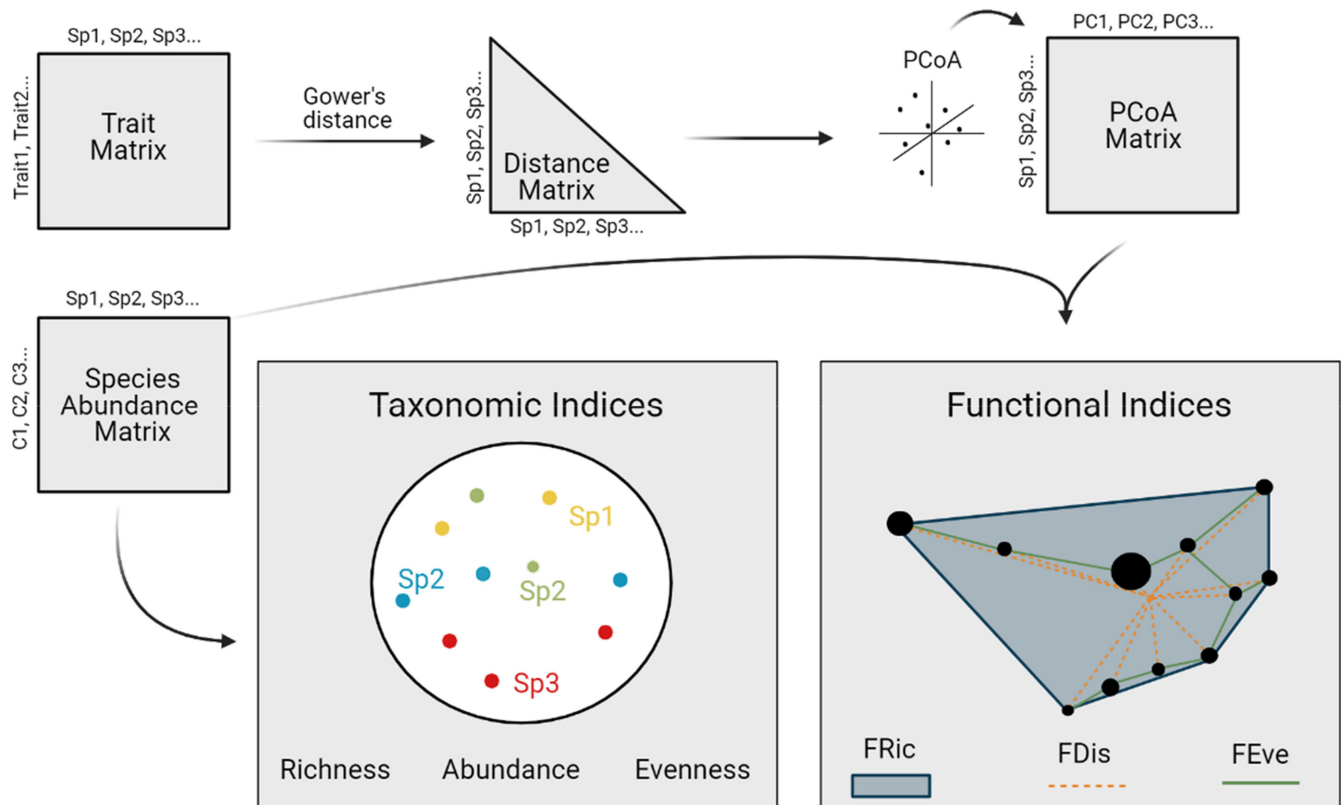 Sp1, Sp2, Sp3...
Trait1, Trait2...
Trait
Matrix
Gower's
distance
Sp1, Sp2, Sp3...
Distance
Matrix
Sp1, Sp2, Sp3...
PCoA
PC1, PC2, PC3...
Sp1, Sp2, Sp3...
PCoA
Matrix
Sp1, Sp2, Sp3...
C1, C2, C3...
Species
Abundance
Matrix
Taxonomic Indices
Sp1
Sp2
Sp2
Sp3
Richness
Abundance
Evenness
Functional Indices
FRic
FDis
FEve